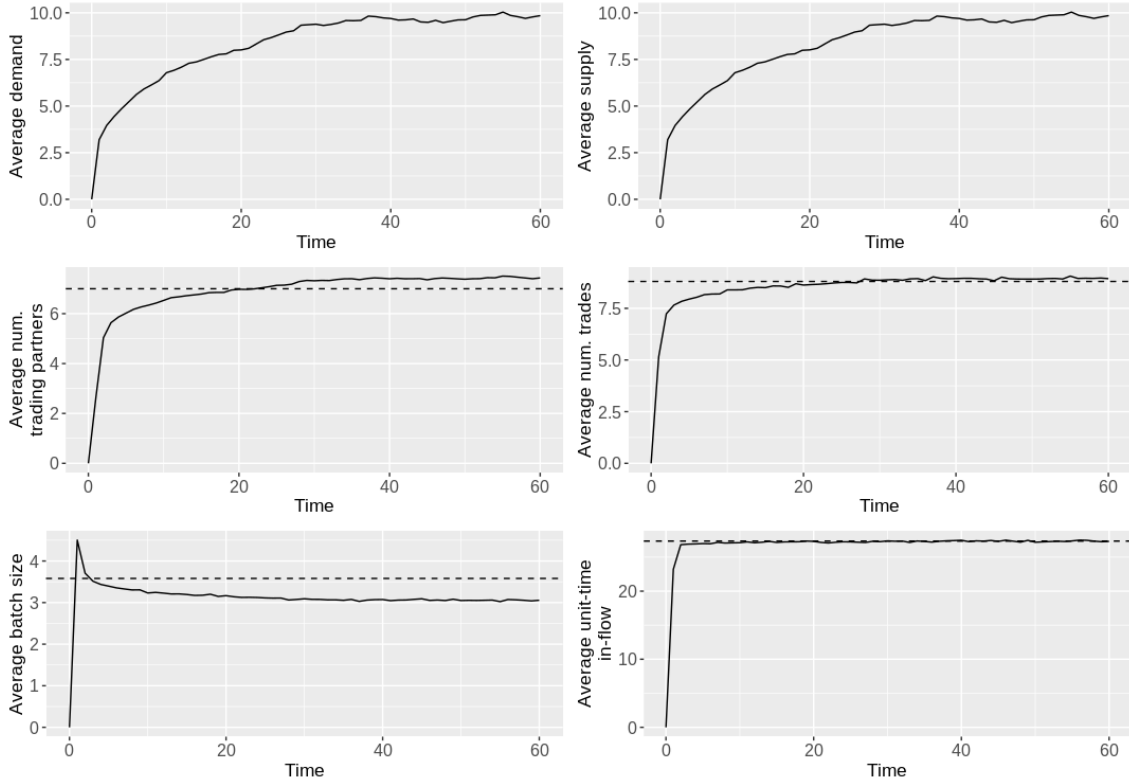 Average demand
10.0
7.5
5.0
2.5
0.0
0 20 40 60
Time
Average supply
10.0
7.5
5.0
2.5
0.0
0 20 40 60
Time
Average num.
trading partners
6
4
2
0
0 20 40 60
Time
Average num. trades
7.5
5.0
2.5
0.0
0 20 40 60
Time
Average batch size
4
3
2
1
0
0 20 40 60
Time
Average unit-time
in-flow
20
10
0
0 20 40 60
Time